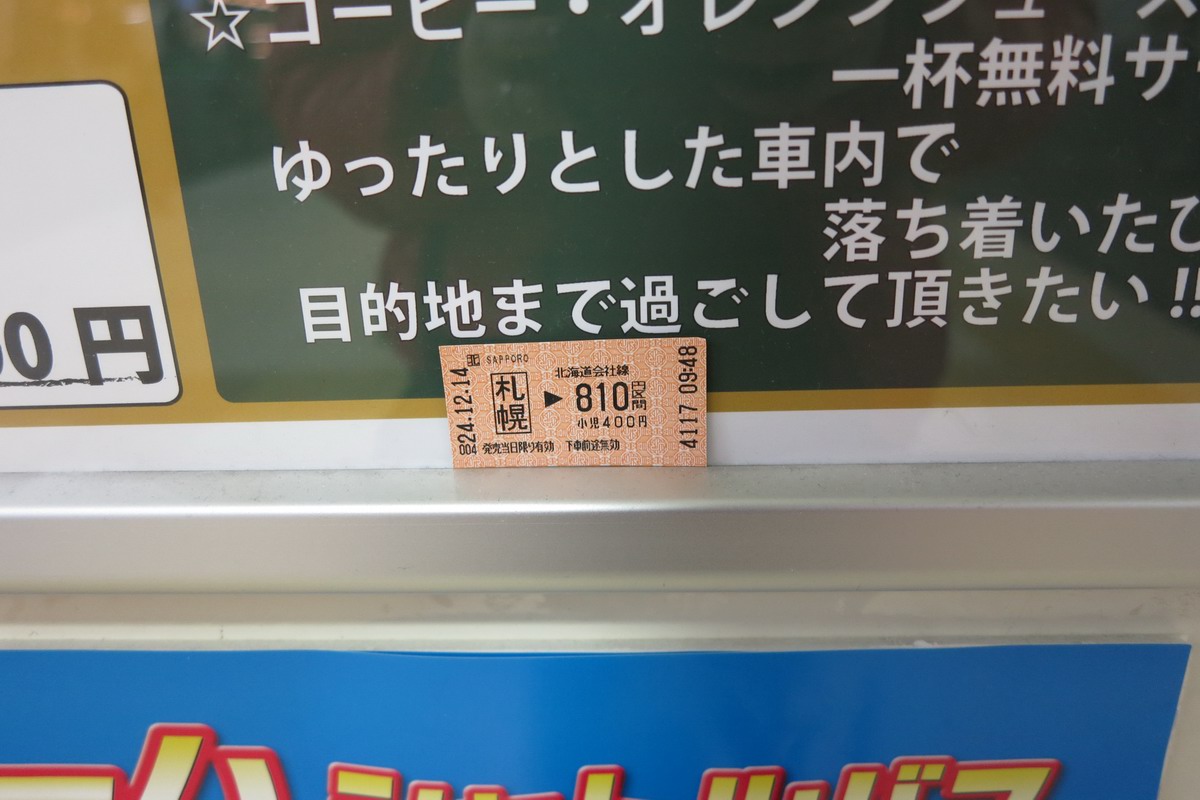 ☆コーヒー・オレンジジュース
一杯無料サ
ゆったりとした車内で
落ち着いたひ
目的地まで過ごして頂きたい!!
0円
北 SAPPORO
北海道会社線
札幌 ▶ 810円区間
小児400円
発売当日限り有効 下車前途無効
004
24.12.14
4117 09:48